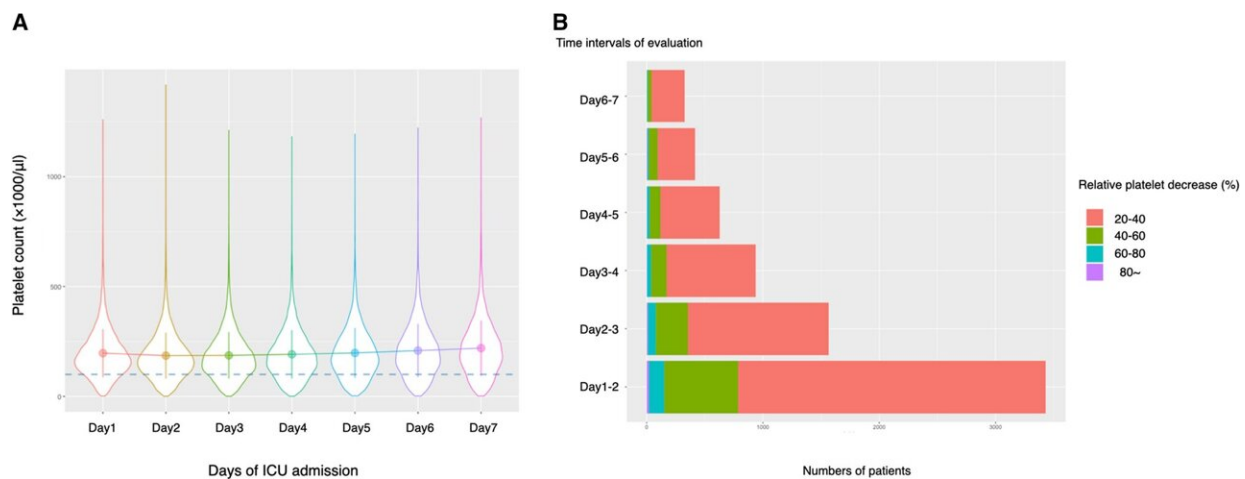 A
Platelet count (×1000/μl)
1000
500
0
Day1 Day2 Day3 Day4 Day5 Day6 Day7
Days of ICU admission
B
Time intervals of evaluation
Day6-7
Day5-6
Day4-5
Day3-4
Day2-3
Day1-2
0 1000 2000 3000
Numbers of patients
Relative platelet decrease (%)
20-40
40-60
60-80
80~